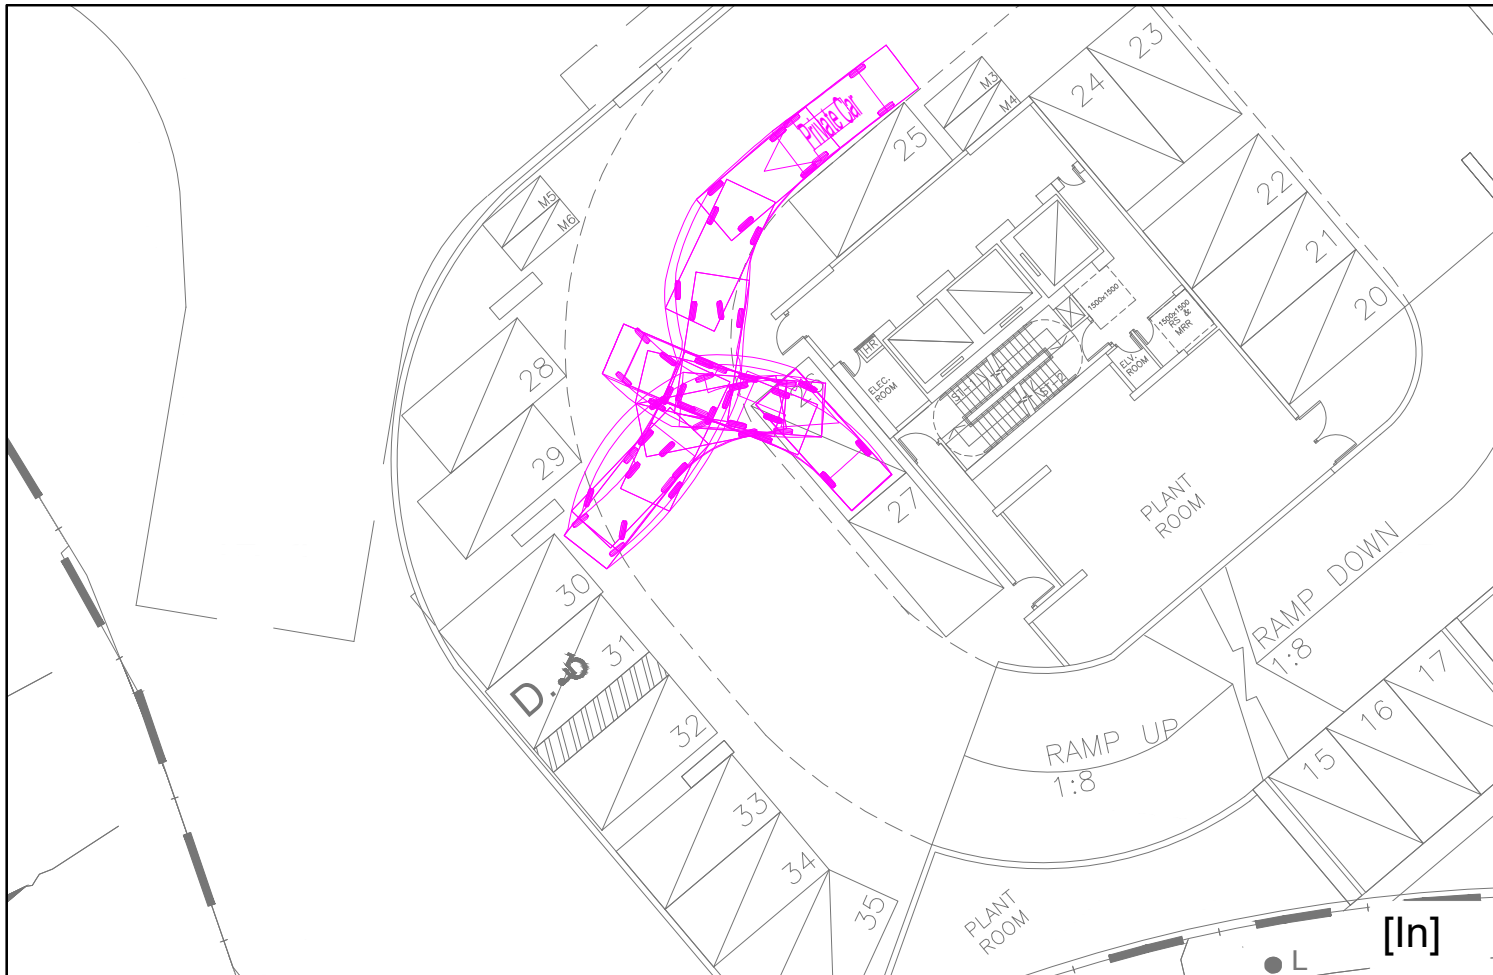 23
24
M3
M4
Private Car
25
22
M5
M6
21
20
1500x1500
1500x1500
RS &
MRR
HR
ELV.
ROOM
ELEC.
ROOM
28
26
29
27
PLANT
ROOM
30
RAMP DOWN
1:8
31
D.
32
17
16
RAMP UP
1:8
15
33
34
35
PLANT
ROOM
[In]
L